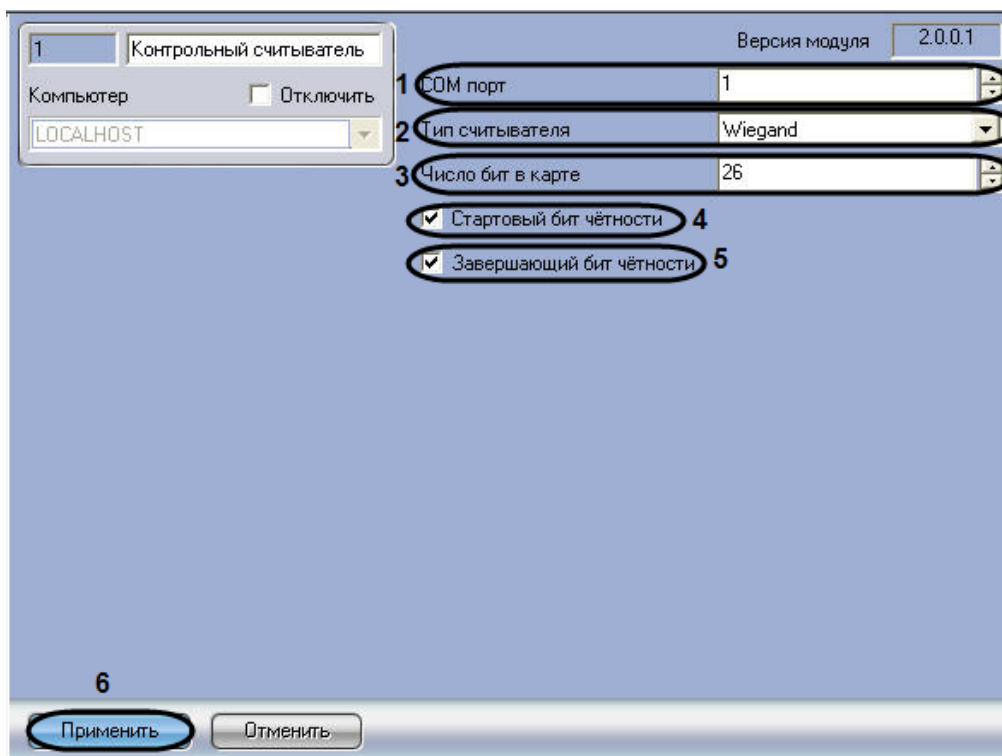 1 Контрольный считыватель
Версия модуля 2.0.0.1
Компьютер Отключить
LOCALHOST
1 COM порт 1
2 Тип считывателя Wiegand
3 Число бит в карте 26
Стартовый бит чётности 4
Завершающий бит чётности 5
6
Применить Отменить